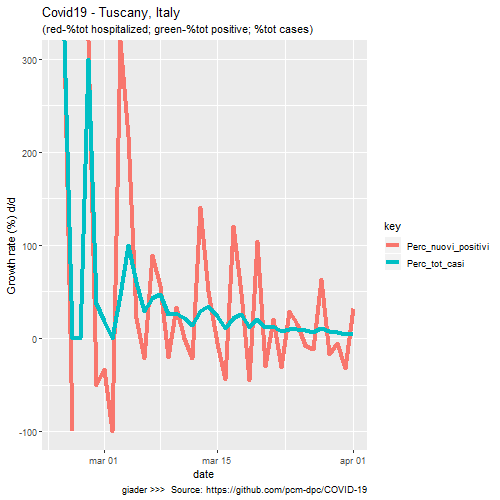 Covid19 - Tuscany, Italy
(red-%tot hospitalized; green-%tot positive; %tot cases)
300
200
100
0
-100
Growth rate (%) d/d
mar 01
mar 15
apr 01
date
key
Perc_nuovi_positivi
Perc_tot_casi
giader >>>  Source: https://github.com/pcm-dpc/COVID-19